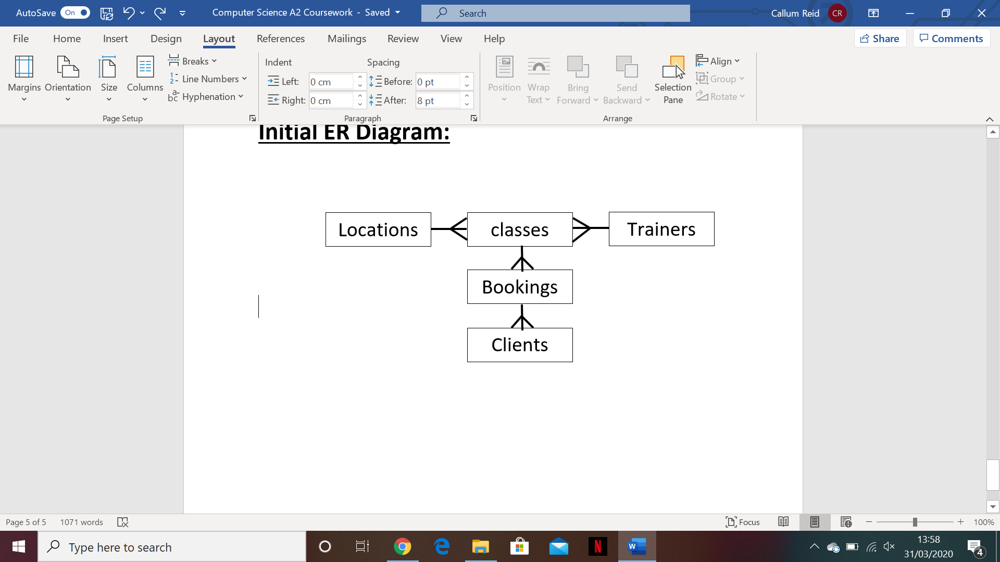 AutoSave On Computer Science A2 Coursework - Saved Search Callum Reid CR
File Home Insert Design Layout References Mailings Review View Help Share Comments
Margins Orientation Size Columns
Breaks
Line Numbers
Hyphenation
Page Setup
Indent Spacing
Left: 0 cm Before: 0 pt
Right: 0 cm After: 8 pt
Paragraph
Position Wrap Text Bring Forward Send Backward Selection Pane
Align
Group
Rotate
Arrange
Initial ER Diagram:
Locations classes Trainers
Bookings
Clients
Page 5 of 5 1071 words Focus 100%
Type here to search
13:58
31/03/2020
4